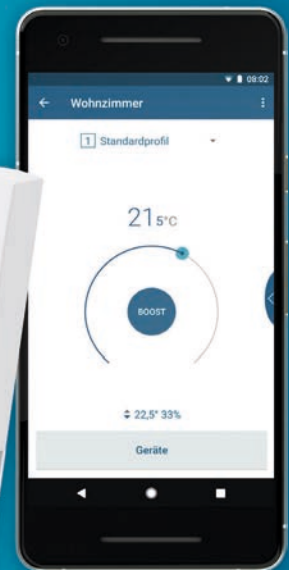 08:02
Wohnzimmer
1 Standardprofil
21 5°C
BOOST
22,5° 33%
Geräte